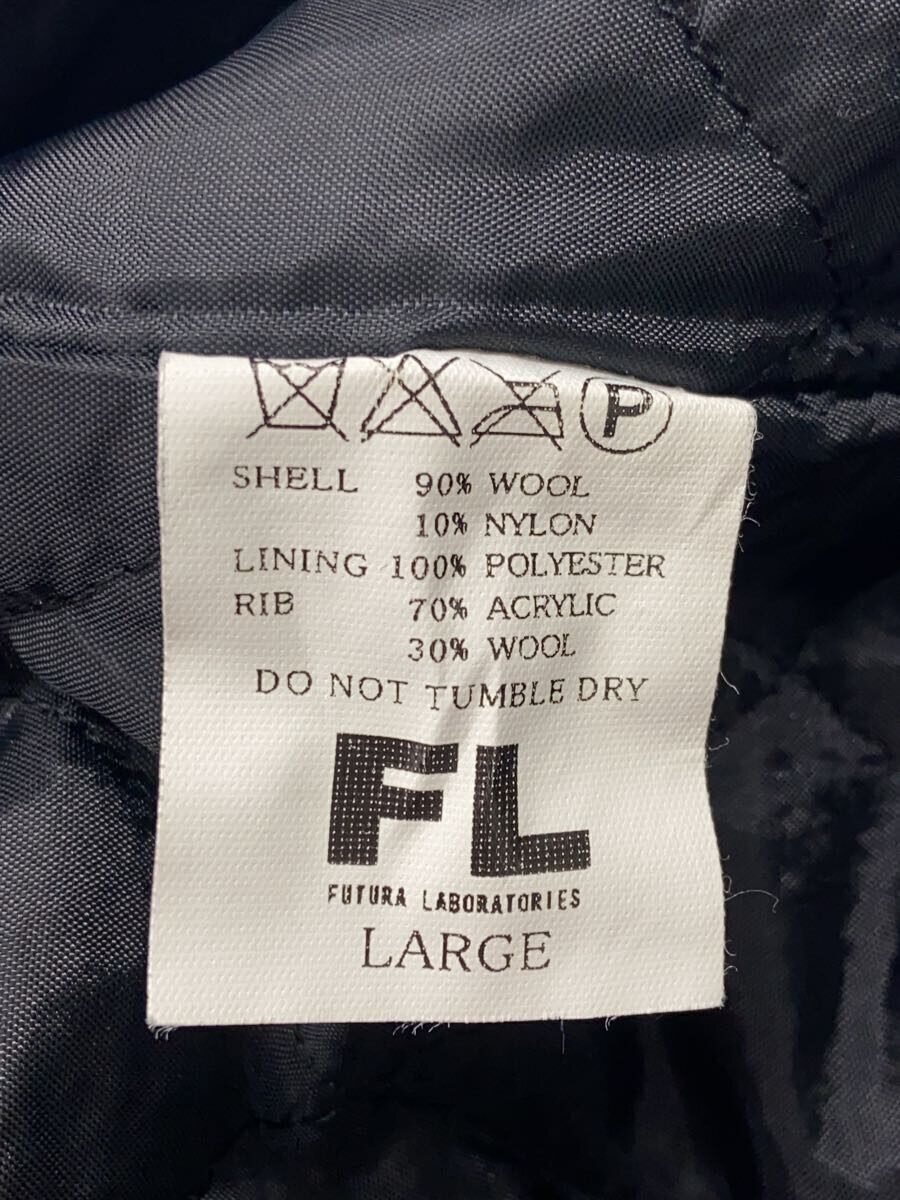 P
SHELL 90% WOOL
10% NYLON
LINING 100% POLYESTER
RIB 70% ACRYLIC
30% WOOL
DO NOT TUMBLE DRY
FL
FUTURA LABORATORIES
LARGE